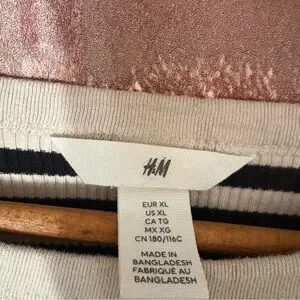 H&M
EUR XL
US XL
CA TG
MX XG
CN 180/116C
MADE IN
BANGLADESH
FABRIQUÉ AU
BANGLADESH